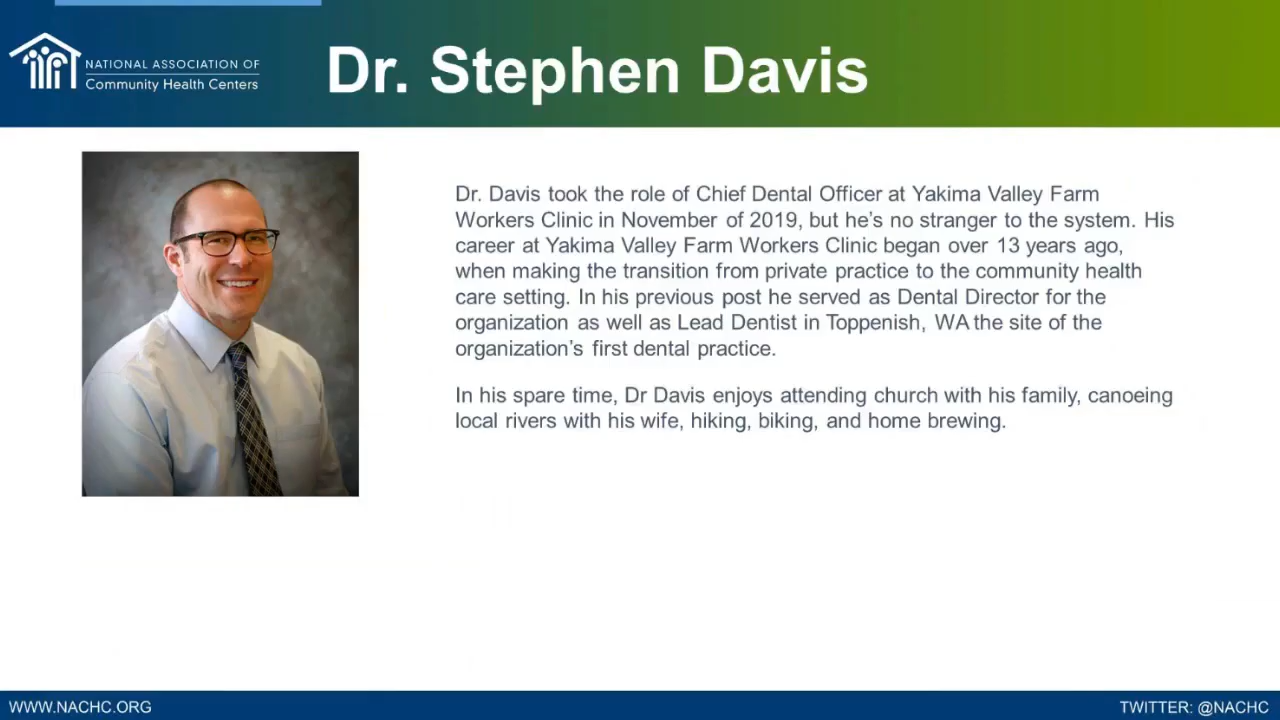 NATIONAL ASSOCIATION OF
Community Health Centers
Dr. Stephen Davis
Dr. Davis took the role of Chief Dental Officer at Yakima Valley Farm
Workers Clinic in November of 2019, but he's no stranger to the system. His
career at Yakima Valley Farm Workers Clinic began over 13 years ago,
when making the transition from private practice to the community health
care setting. In his previous post he served as Dental Director for the
organization as well as Lead Dentist in Toppenish, WA the site of the
organization's first dental practice.
In his spare time, Dr Davis enjoys attending church with his family, canoeing
local rivers with his wife, hiking, biking, and home brewing.
WWW.NACHC.ORG
TWITTER: @NACHC